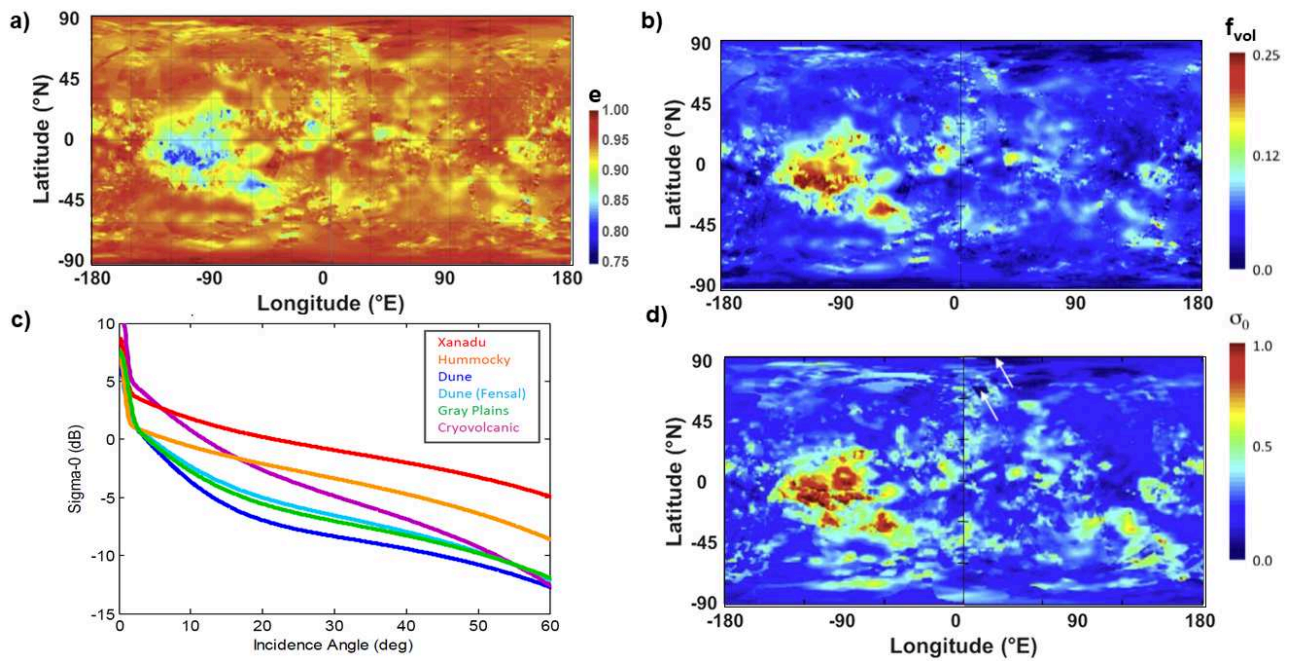 a)
90
45
0
-45
-90
Latitude (°N)
-180
-90
0
90
180
Longitude (°E)
e
1.00
0.95
0.90
0.85
0.80
0.75
b)
90
45
0
-45
-90
Latitude (°N)
-180
-90
0
90
180
f vol
0.25
0.12
0.0
c)
10
5
0
-5
-10
-15
Sigma-0 (dB)
0
10
20
30
40
50
60
Incidence Angle (deg)
Xanadu
Hummocky
Dune
Dune (Fensal)
Gray Plains
Cryovolcanic
d)
90
45
0
-45
-90
Latitude (°N)
-180
-90
0
90
180
Longitude (°E)
σ0
1.0
0.5
0.0